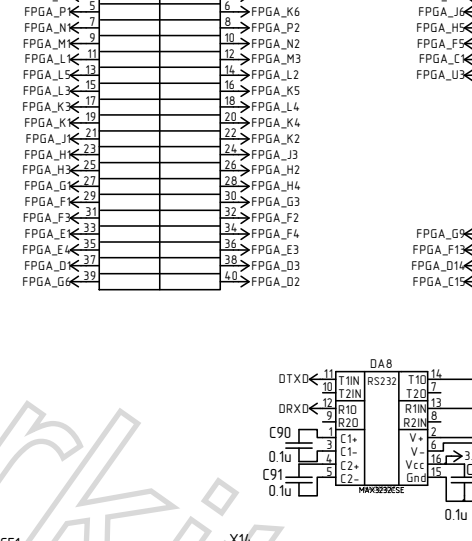 FPGA_P1 5 6 FPGA_K6 FPGA_J6
FPGA_N1 7 8 FPGA_P2 FPGA_H5
FPGA_M1 9 10 FPGA_N2 FPGA_F5
FPGA_L1 11 12 FPGA_M3 FPGA_C1
FPGA_L5 13 14 FPGA_L2 FPGA_U3
FPGA_L3 15 16 FPGA_K5
FPGA_K3 17 18 FPGA_L4
FPGA_K1 19 20 FPGA_K4
FPGA_J1 21 22 FPGA_K2
FPGA_H1 23 24 FPGA_J3
FPGA_H3 25 26 FPGA_H2
FPGA_G1 27 28 FPGA_H4
FPGA_F1 29 30 FPGA_G3
FPGA_F3 31 32 FPGA_F2
FPGA_E1 33 34 FPGA_F4 FPGA_G9
FPGA_E4 35 36 FPGA_E3 FPGA_F13
FPGA_D1 37 38 FPGA_D3 FPGA_D14
FPGA_G6 39 40 FPGA_D2 FPGA_C15
DA8
DTXD 11 T1IN RS232 T1O 14
10 T2IN T2O 7
DRXD 12 R1O R1IN 13
9 R2O R2IN 8
C90 1 C1+ V+ 2
3 C1- V- 6
0.1u 4 C2+ Vcc 16 3.
C91 5 C2- Gnd 15
0.1u MAX3232CSE
0.1u
X14